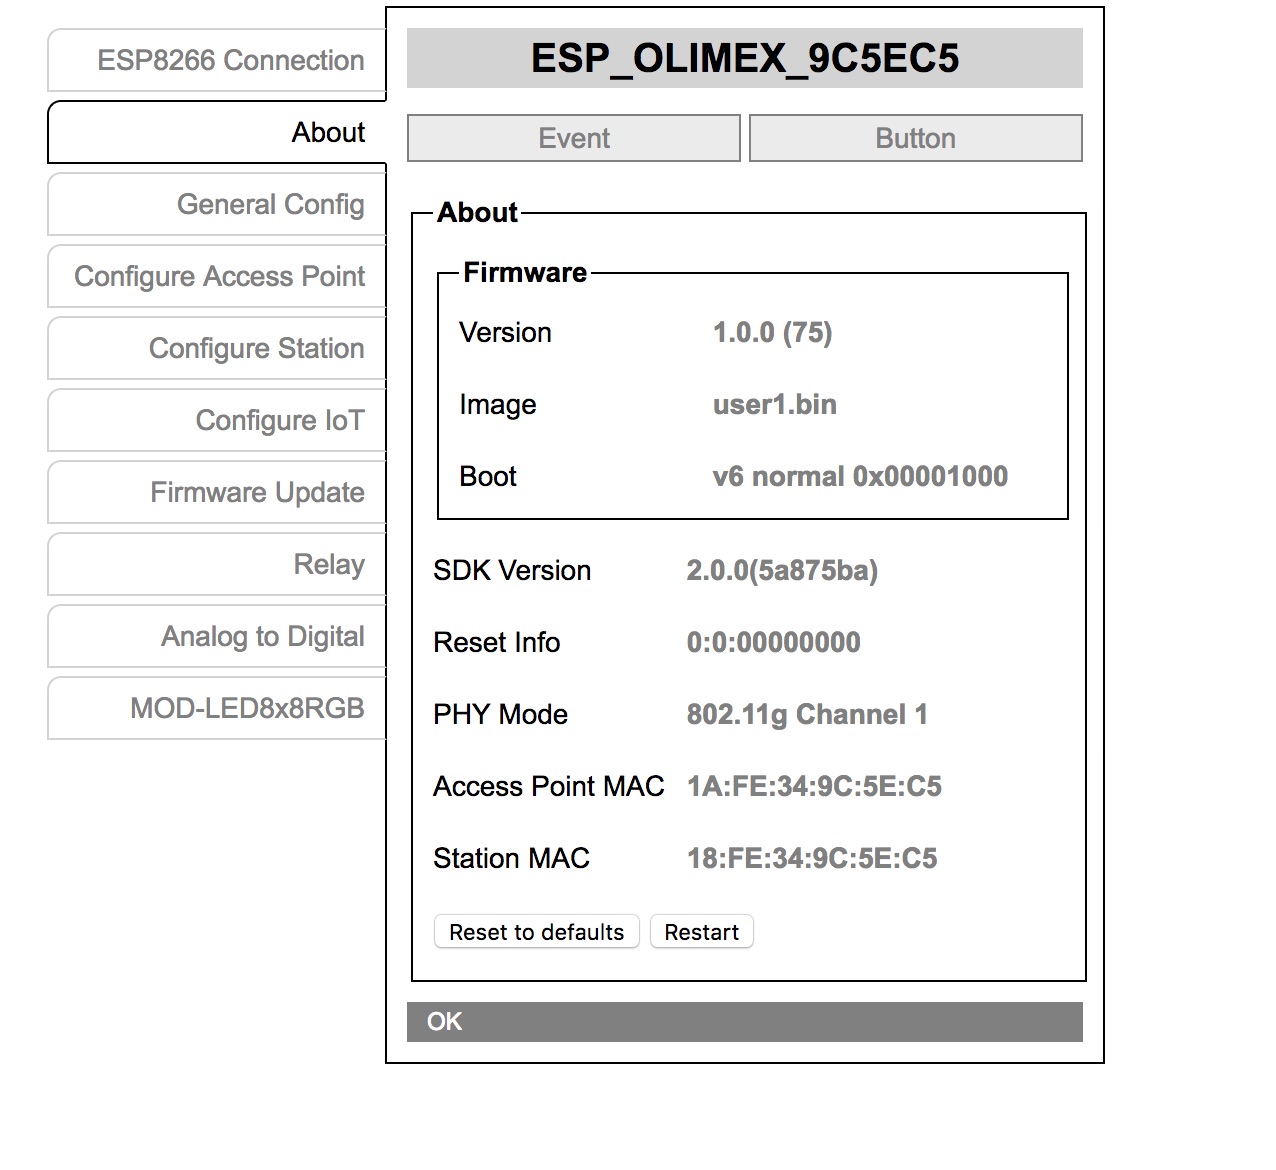 ESP8266 Connection
About
General Config
Configure Access Point
Configure Station
Configure IoT
Firmware Update
Relay
Analog to Digital
MOD-LED8x8RGB
ESP_OLIMEX_9C5EC5
Event Button
About
Firmware
Version 1.0.0 (75)
Image user1.bin
Boot v6 normal 0x00001000
SDK Version 2.0.0(5a875ba)
Reset Info 0:0:00000000
PHY Mode 802.11g Channel 1
Access Point MAC 1A:FE:34:9C:5E:C5
Station MAC 18:FE:34:9C:5E:C5
Reset to defaults Restart
OK